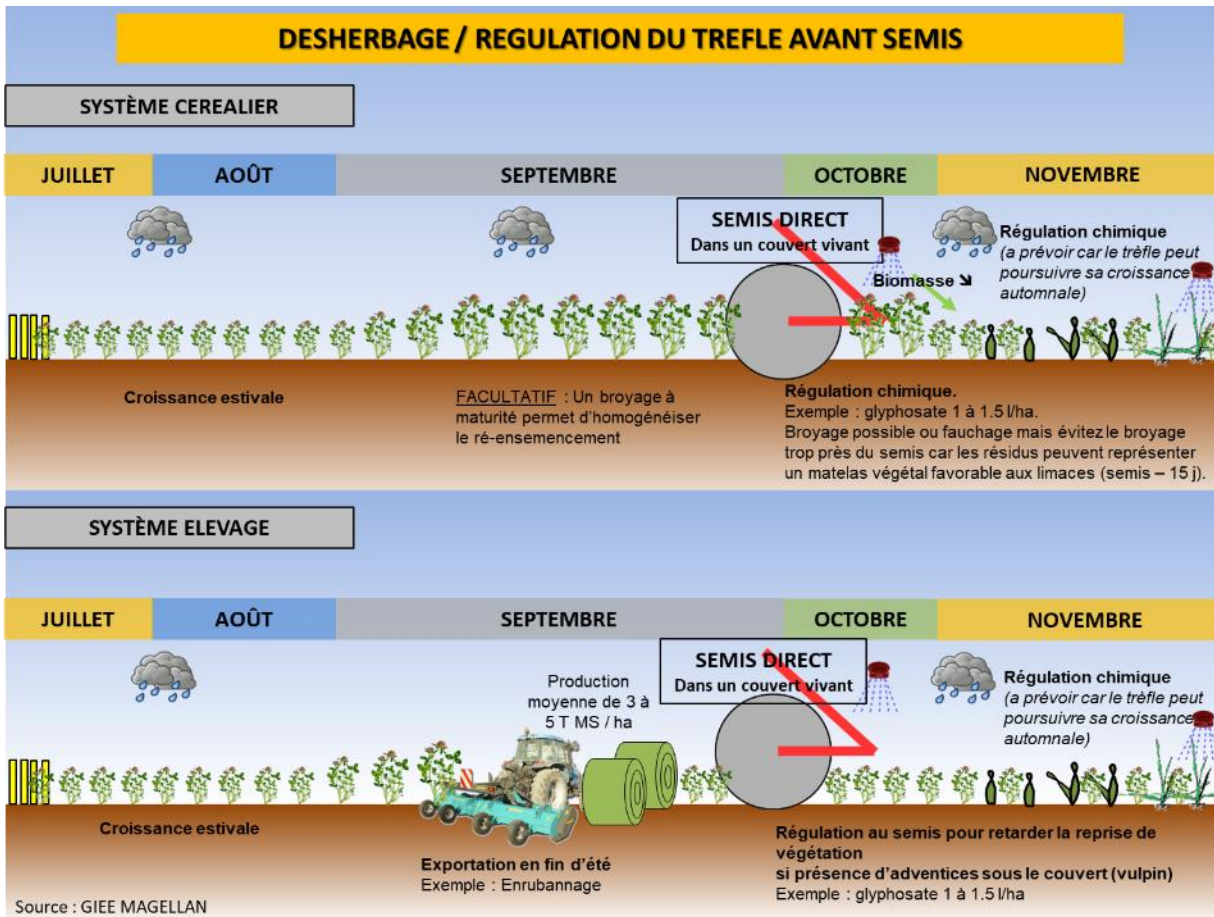 DESHERBAGE / REGULATION DU TREFLE AVANT SEMIS
SYSTÈME CEREALIER
JUILLET
AOÛT
SEPTEMBRE
OCTOBRE
NOVEMBRE
SEMIS DIRECT
Dans un couvert vivant
Biomasse ↘
Régulation chimique
(a prévoir car le trèfle peut
poursuivre sa croissance
automnale)
Croissance estivale
FACULTATIF : Un broyage à
maturité permet d'homogénéiser
le ré-ensemencement
Régulation chimique.
Exemple : glyphosate 1 à 1.5 l/ha.
Broyage possible ou fauchage mais évitez le broyage
trop près du semis car les résidus peuvent représenter
un matelas végétal favorable aux limaces (semis – 15 j).
SYSTÈME ELEVAGE
JUILLET
AOÛT
SEPTEMBRE
OCTOBRE
NOVEMBRE
Production
moyenne de 3 à
5 T MS / ha
SEMIS DIRECT
Dans un couvert vivant
Régulation chimique
(a prévoir car le trèfle peut
poursuivre sa croissance
automnale)
Croissance estivale
Exportation en fin d'été
Exemple : Enrubannage
Régulation au semis pour retarder la reprise de
végétation
si présence d'adventices sous le couvert (vulpin)
Exemple : glyphosate 1 à 1.5 l/ha
Source : GIEE MAGELLAN